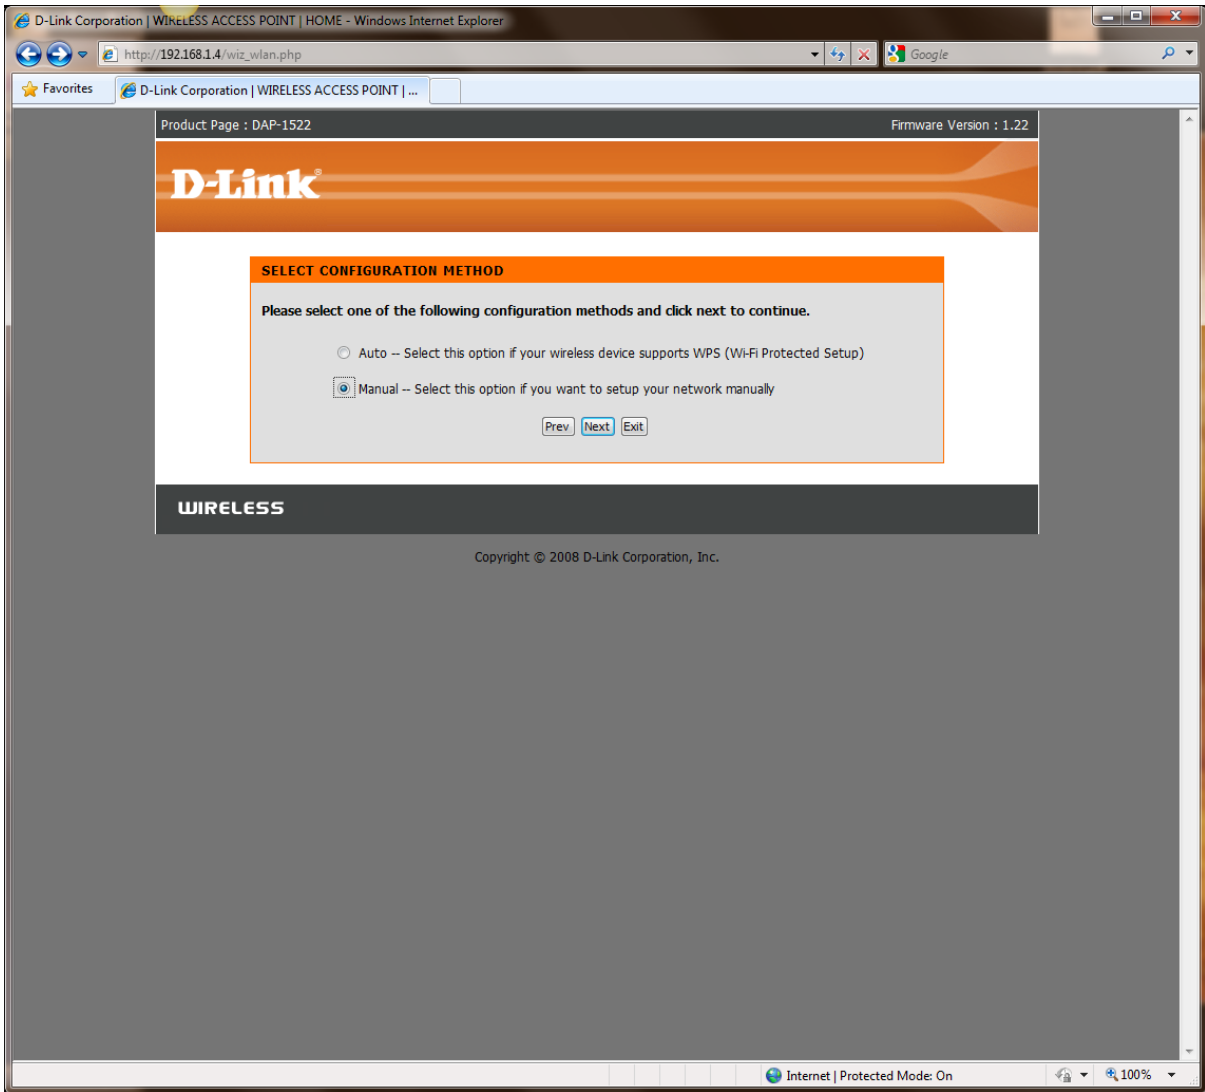 D-Link Corporation | WIRELESS ACCESS POINT | HOME - Windows Internet Explorer
http://192.168.1.4/wiz_wlan.php
Google
Favorites
D-Link Corporation | WIRELESS ACCESS POINT | ...
Product Page : DAP-1522
Firmware Version : 1.22
D-Link®
SELECT CONFIGURATION METHOD
Please select one of the following configuration methods and click next to continue.
Auto -- Select this option if your wireless device supports WPS (Wi-Fi Protected Setup)
Manual -- Select this option if you want to setup your network manually
Prev Next Exit
WIRELESS
Copyright © 2008 D-Link Corporation, Inc.
Internet | Protected Mode: On
100%